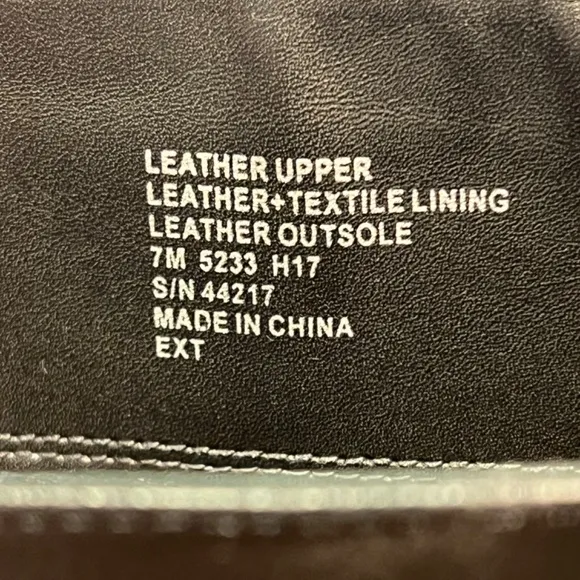 LEATHER UPPER
LEATHER+TEXTILE LINING
LEATHER OUTSOLE
7M 5233 H17
S/N 44217
MADE IN CHINA
EXT